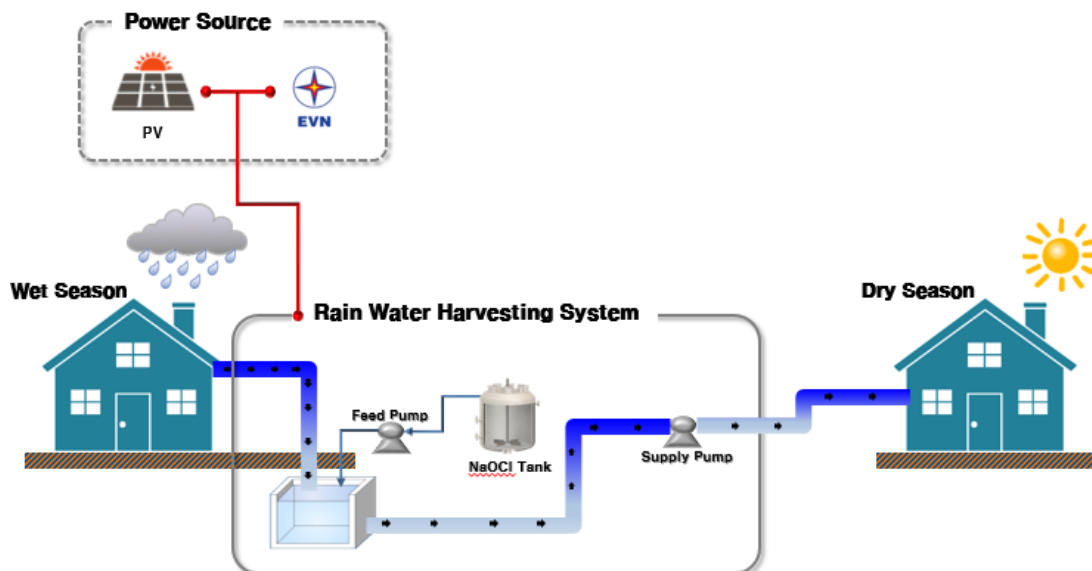 Power Source
PV
EVN
Wet Season
Dry Season
Rain Water Harvesting System
Feed Pump
NaOCl Tank
Supply Pump